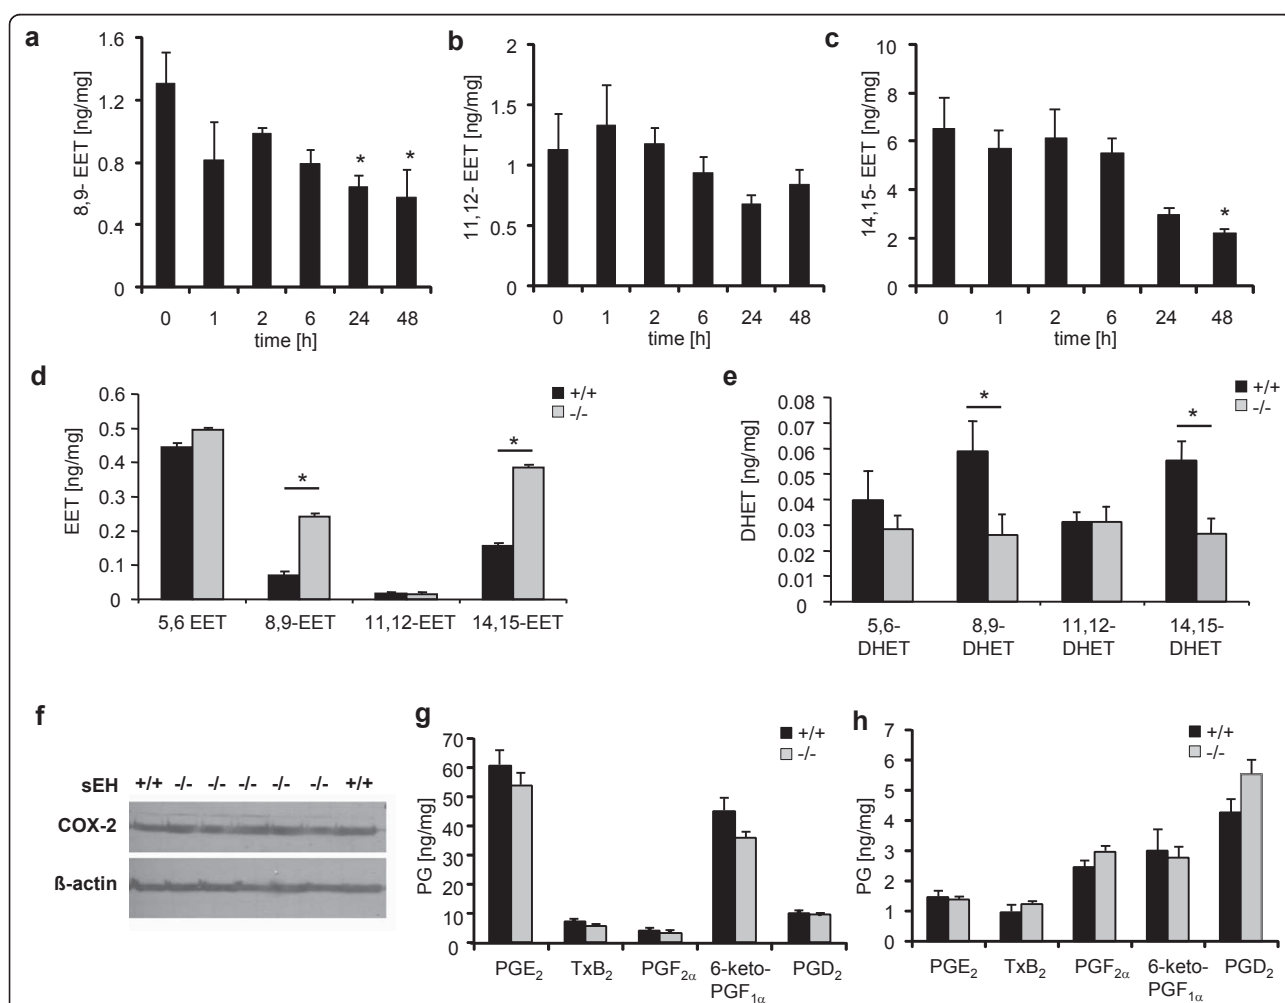 a
8,9- EET [ng/mg]
1.6
1.2
0.8
0.4
0
* *
0 1 2 6 24 48
time [h]
b
11,12- EET [ng/mg]
2
1.5
1
0.5
0
0 1 2 6 24 48
time [h]
c
14,15- EET [ng/mg]
10
8
6
4
2
0
*
0 1 2 6 24 48
time [h]
d
EET [ng/mg]
0.6
0.5
0.4
0.3
0.2
0.1
0
+/+
-/-
* *
5,6 EET 8,9-EET 11,12-EET 14,15-EET
e
DHET [ng/mg]
0.08
0.07
0.06
0.05
0.04
0.03
0.02
0.01
0
+/+
-/-
* *
5,6- 8,9- 11,12- 14,15-
DHET DHET DHET DHET
f
sEH +/+ -/- -/- -/- -/- -/- +/+
COX-2
ß-actin
g
PG [ng/mg]
70
60
50
40
30
20
10
0
+/+
-/-
PGE2 TxB2 PGF2α 6-keto- PGD2
PGF1α
h
PG [ng/mg]
7
6
5
4
3
2
1
0
+/+
-/-
PGE2 TxB2 PGF2α 6-keto- PGD2
PGF1α